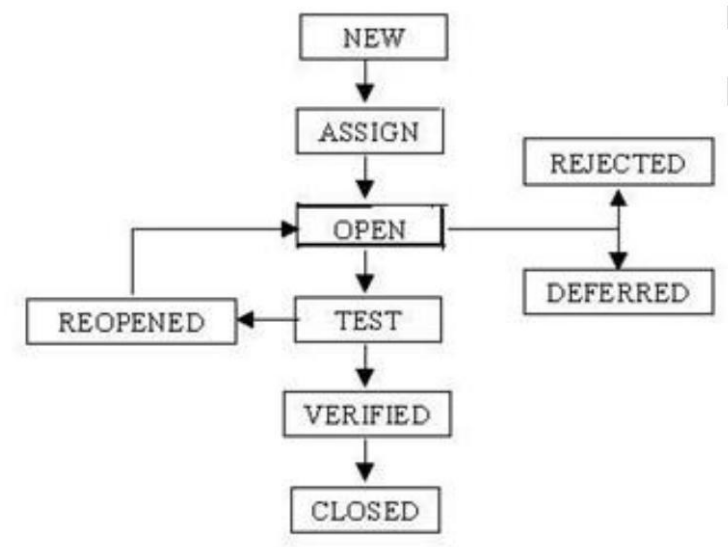 NEW
ASSIGN
REJECTED
OPEN
DEFERRED
REOPENED
TEST
VERIFIED
CLOSED